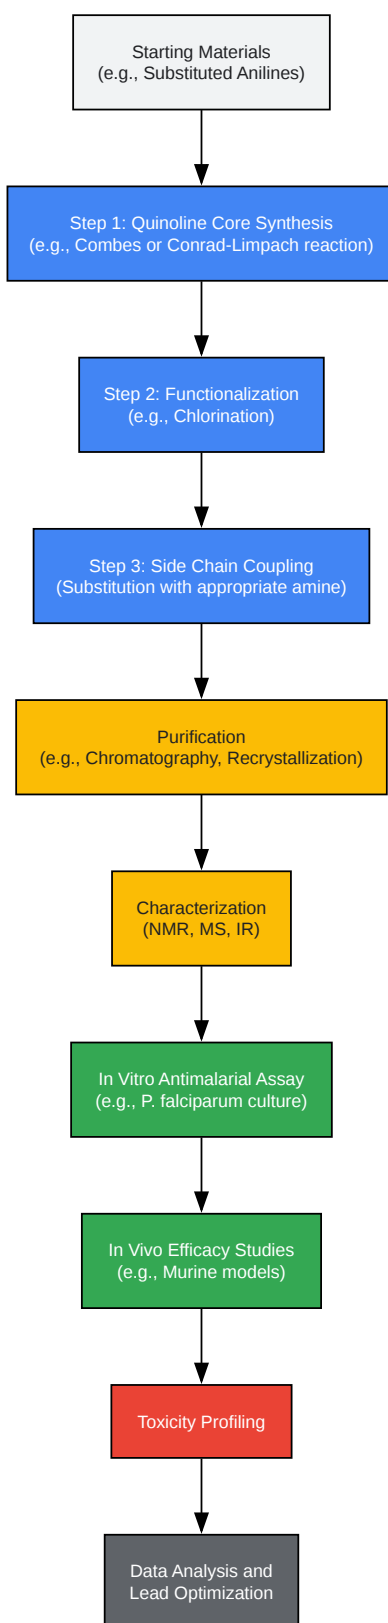 Starting Materials
(e.g., Substituted Anilines)
Step 1: Quinoline Core Synthesis
(e.g., Combes or Conrad-Limpach reaction)
Step 2: Functionalization
(e.g., Chlorination)
Step 3: Side Chain Coupling
(Substitution with appropriate amine)
Purification
(e.g., Chromatography, Recrystallization)
Characterization
(NMR, MS, IR)
In Vitro Antimalarial Assay
(e.g., P. falciparum culture)
In Vivo Efficacy Studies
(e.g., Murine models)
Toxicity Profiling
Data Analysis and
Lead Optimization